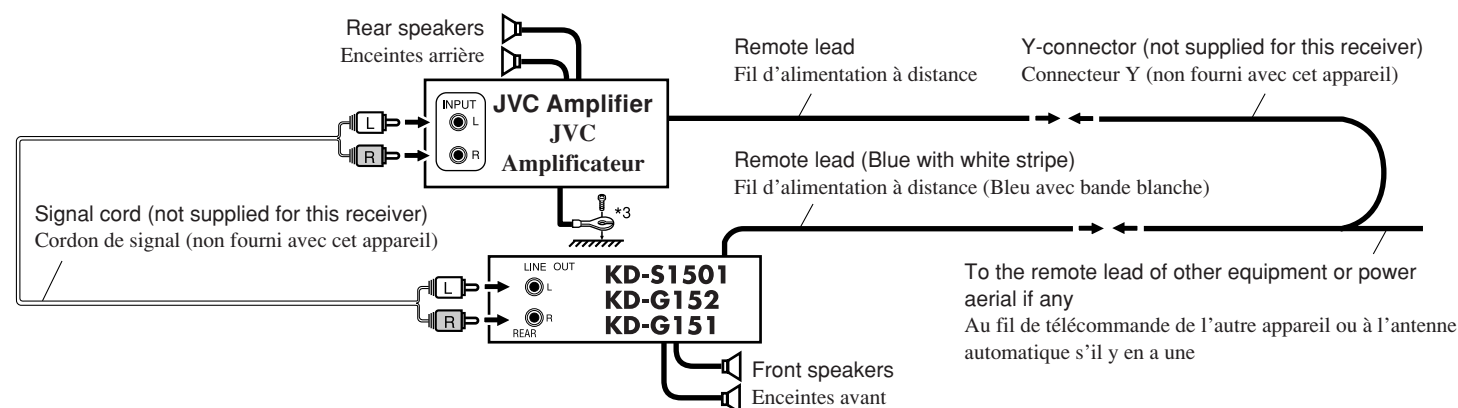 Rear speakers
Enceintes arrière
Remote lead
Fil d'alimentation à distance
Y-connector (not supplied for this receiver)
Connecteur Y (non fourni avec cet appareil)
INPUT
L
R
L
R
JVC Amplifier
JVC
Amplificateur
Remote lead (Blue with white stripe)
Fil d'alimentation à distance (Bleu avec bande blanche)
*3
Signal cord (not supplied for this receiver)
Cordon de signal (non fourni avec cet appareil)
LINE OUT
L
R
L
R
REAR
KD-S1501
KD-G152
KD-G151
To the remote lead of other equipment or power
aerial if any
Au fil de télécommande de l'autre appareil ou à l'antenne
automatique s'il y en a une
Front speakers
Enceintes avant